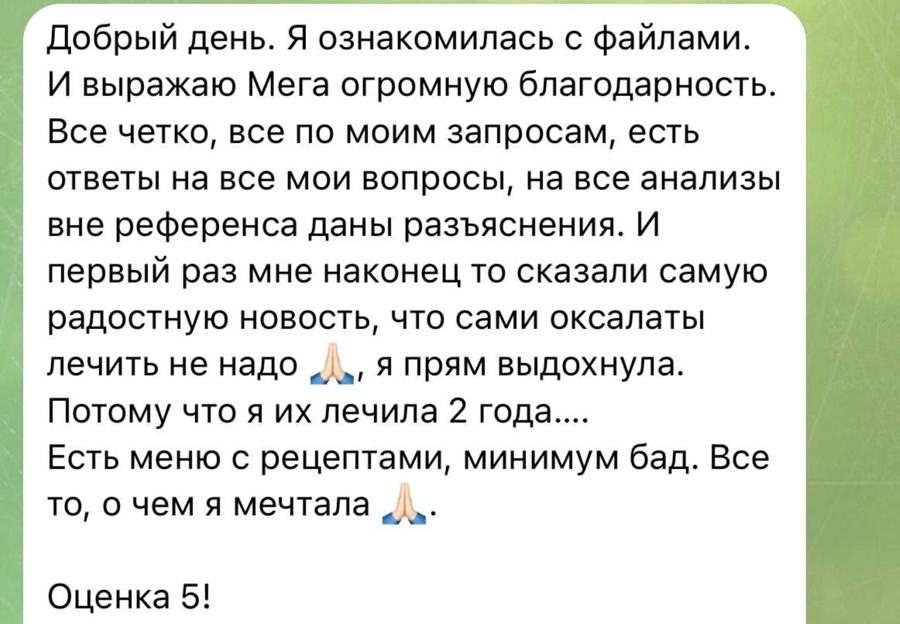 Добрый день. Я ознакомилась с файлами.
И выражаю Мега огромную благодарность.
Все четко, все по моим запросам, есть
ответы на все мои вопросы, на все анализы
вне референса даны разъяснения. И
первый раз мне наконец то сказали самую
радостную новость, что сами оксалаты
лечить не надо 🙏🏻, я прям выдохнула.
Потому что я их лечила 2 года....
Есть меню с рецептами, минимум бад. Все
то, о чем я мечтала 🙏🏻.
Оценка 5!